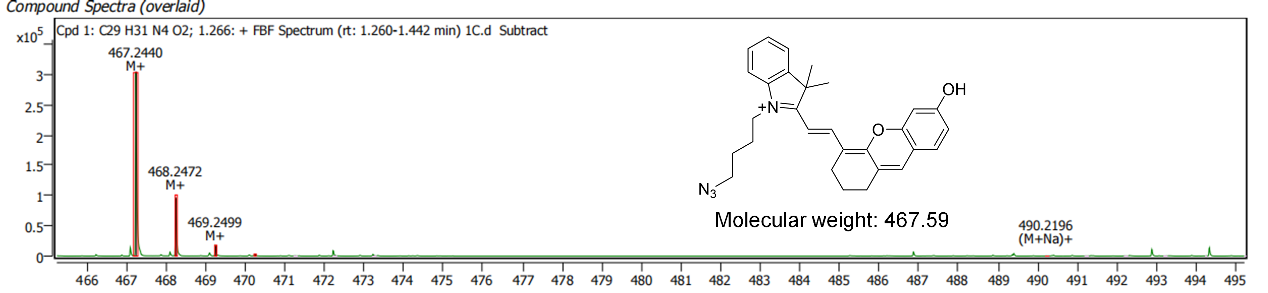 Compound Spectra (overlaid)
x10⁵
Cpd 1: C29 H31 N4 O2; 1.266: + FBF Spectrum (rt: 1.260-1.442 min) 1C.d Subtract
467.2440
M+
3
2.5
2
1.5
1
0.5
0
468.2472
M+
469.2499
M+
490.2196
(M+Na)+
OH
O
+N
N₃
Molecular weight: 467.59
466 467 468 469 470 471 472 473 474 475 476 477 478 479 480 481 482 483 484 485 486 487 488 489 490 491 492 493 494 495